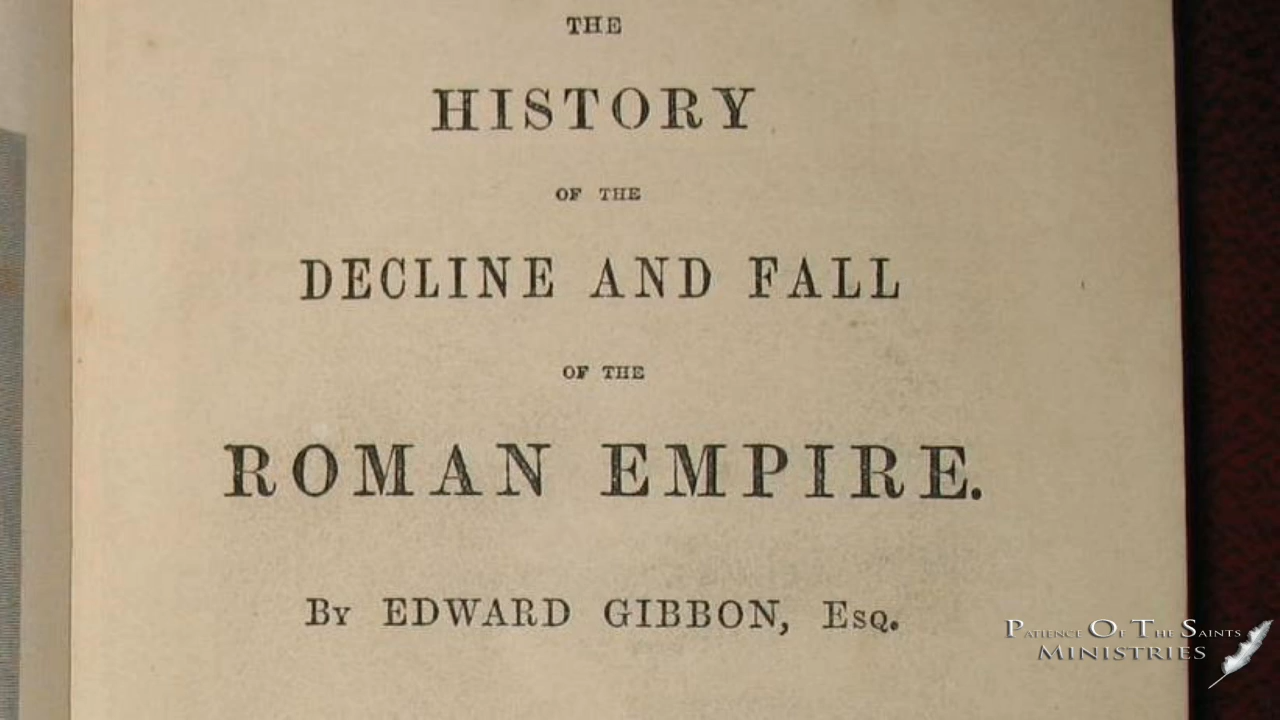 THE
HISTORY
OF THE
DECLINE AND FALL
OF THE
ROMAN EMPIRE.
By EDWARD GIBBON, Esq.
Patience Of The Saints
Ministries